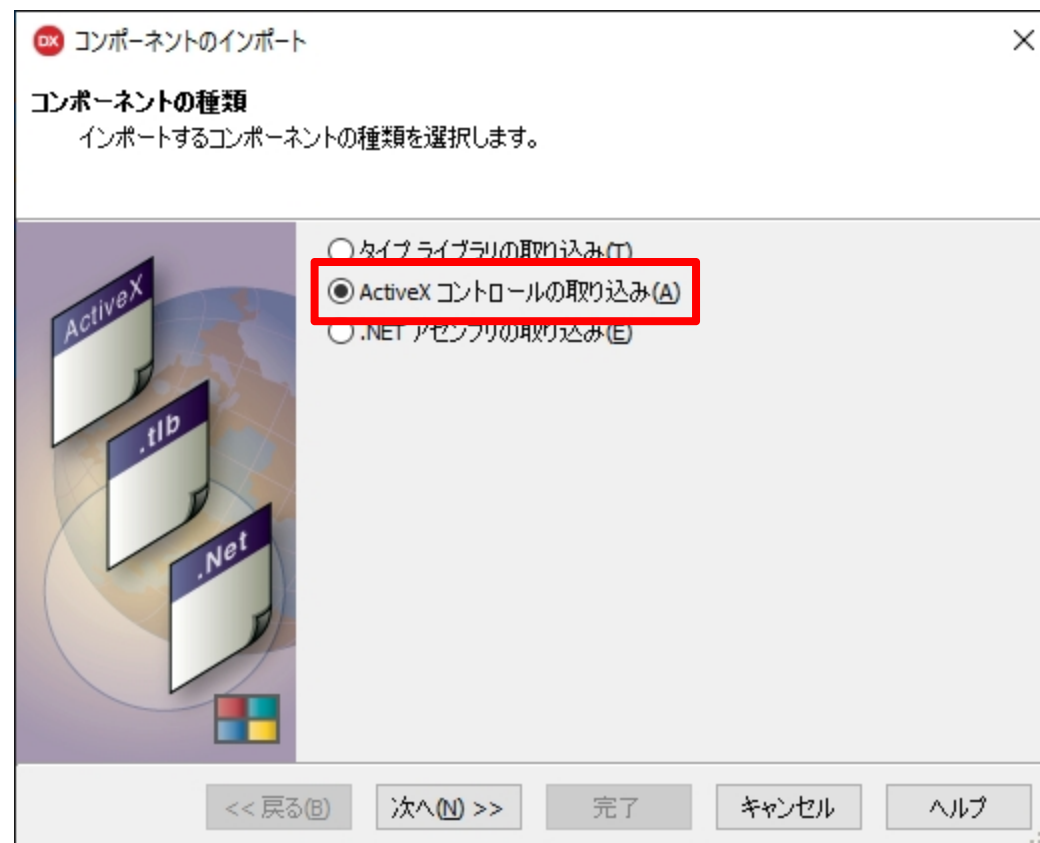 DX コンポーネントのインポート
コンポーネントの種類
インポートするコンポーネントの種類を選択します。
タイプ ライブラリの取り込み(T)
ActiveX コントロールの取り込み(A)
.NET アセンブリの取り込み(E)
ActiveX
.tlb
.Net
<< 戻る(B)
次へ(N) >>
完了
キャンセル
ヘルプ